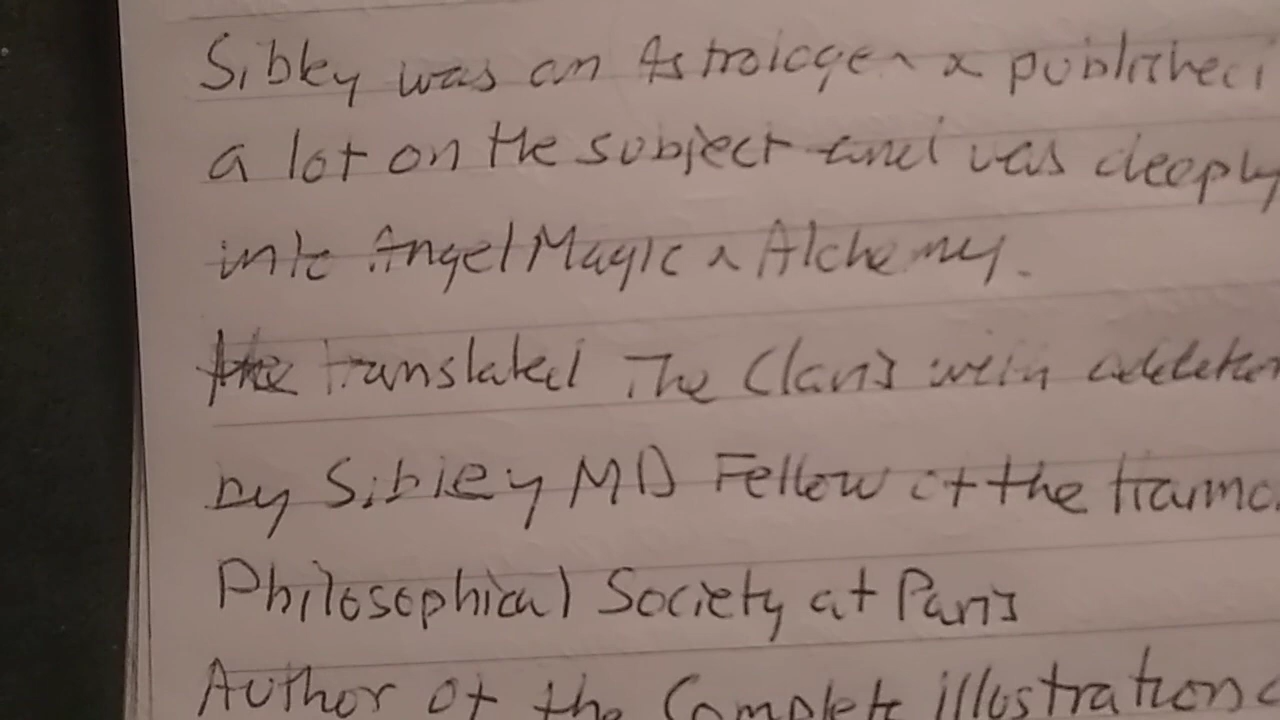 Sibley was an Astrologer & published
a lot on the subject and was deeply
into Angel Magic & Alchemy.
translated The Clavis with
by Sibley MD Fellow of the
Philosophical Society at Paris
Author of the Complete illustration